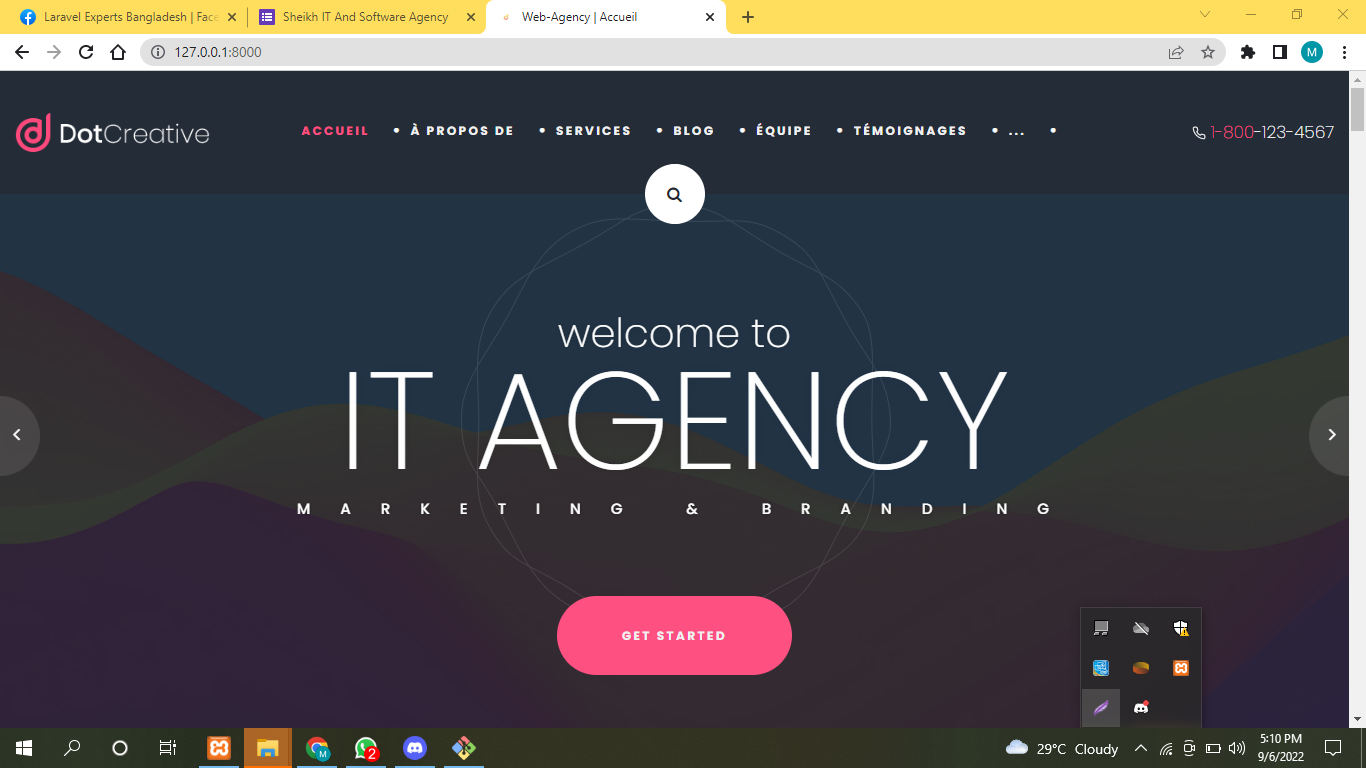 Laravel Experts Bangladesh | Face
Sheikh IT And Software Agency
Web-Agency | Accueil
127.0.0.1:8000
M
DotCreative
ACCUEIL • À PROPOS DE • SERVICES • BLOG • ÉQUIPE • TÉMOIGNAGES • ... •
1-800-123-4567
welcome to
IT AGENCY
MARKETING & BRANDING
GET STARTED
M
2
29°C Cloudy
5:10 PM
9/6/2022